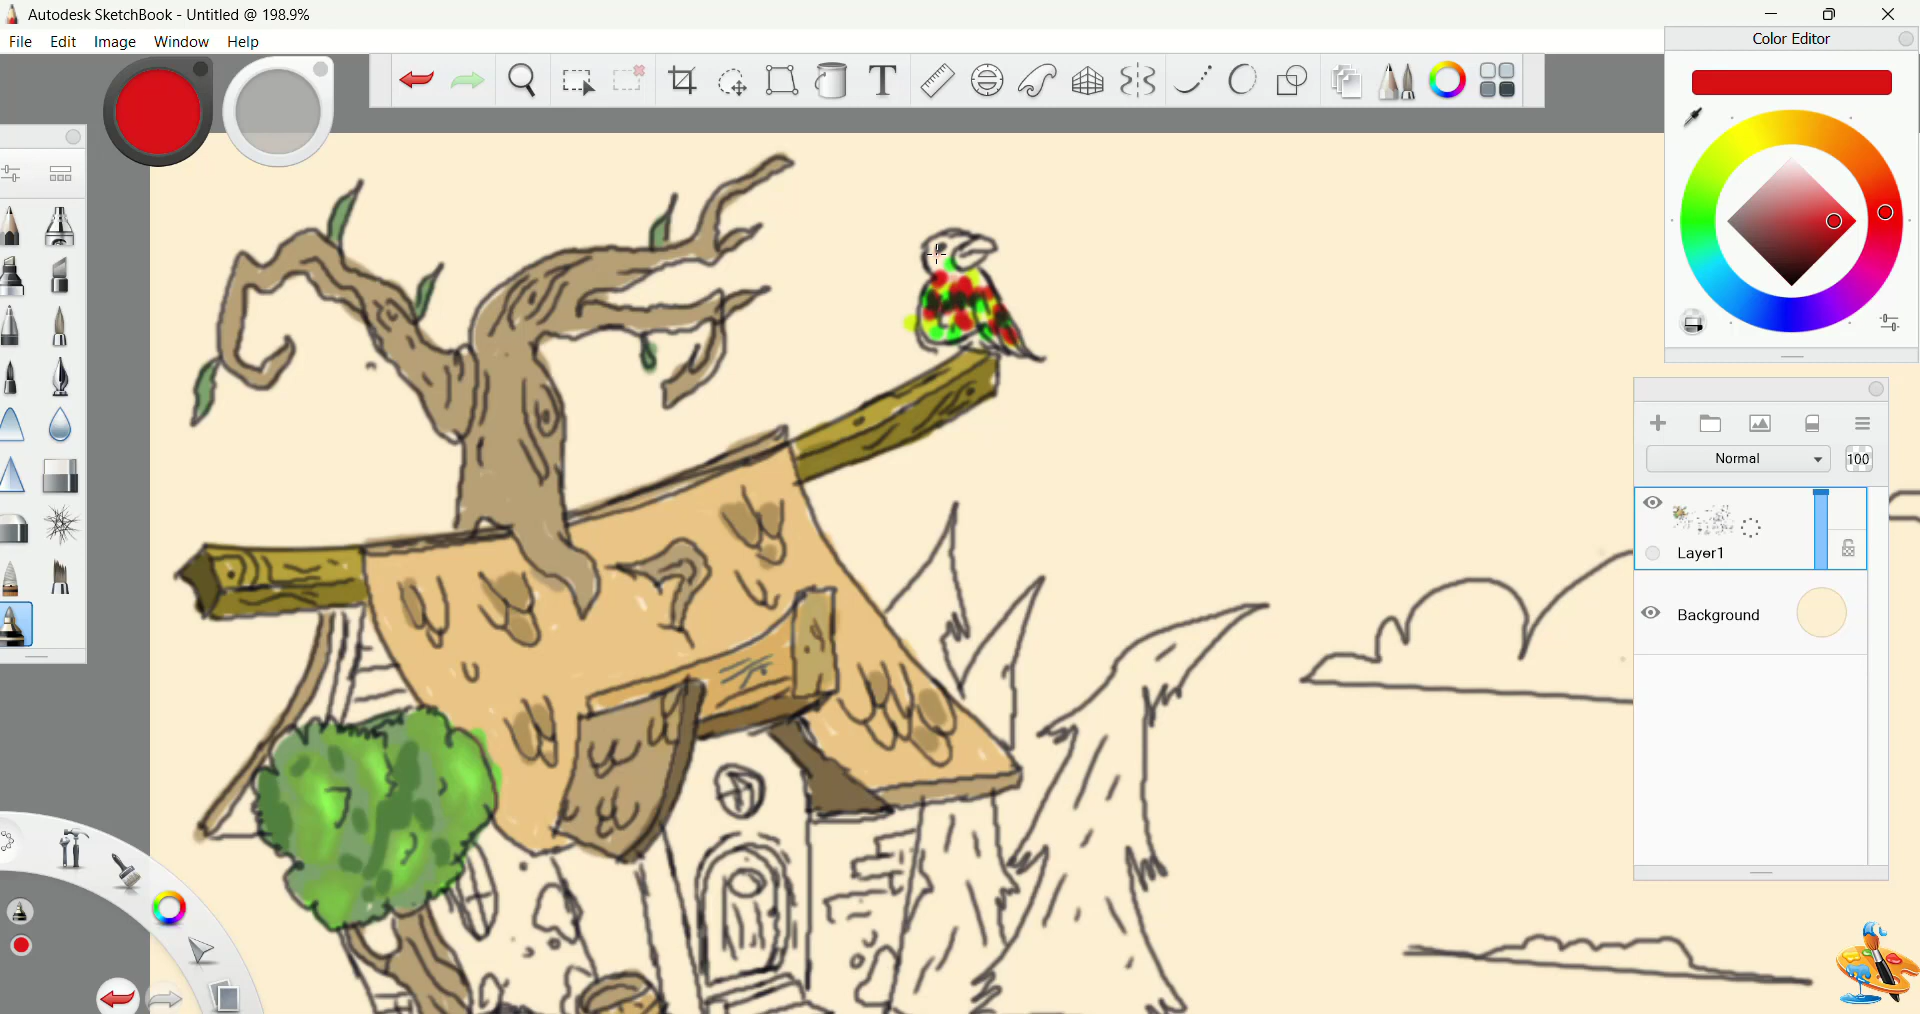 Autodesk SketchBook - Untitled @ 198.9%
File Edit Image Window Help
T
Color Editor
Normal 100
Layer1
Background